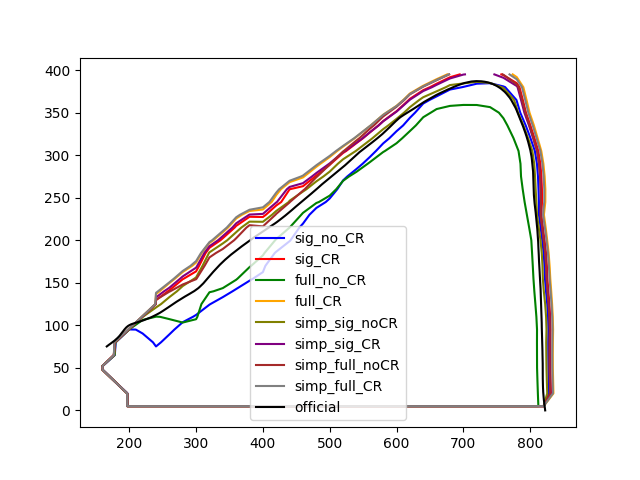 400
350
300
250
200
150
100
50
0
sig_no_CR
sig_CR
full_no_CR
full_CR
simp_sig_noCR
simp_sig_CR
simp_full_noCR
simp_full_CR
official
200 300 400 500 600 700 800